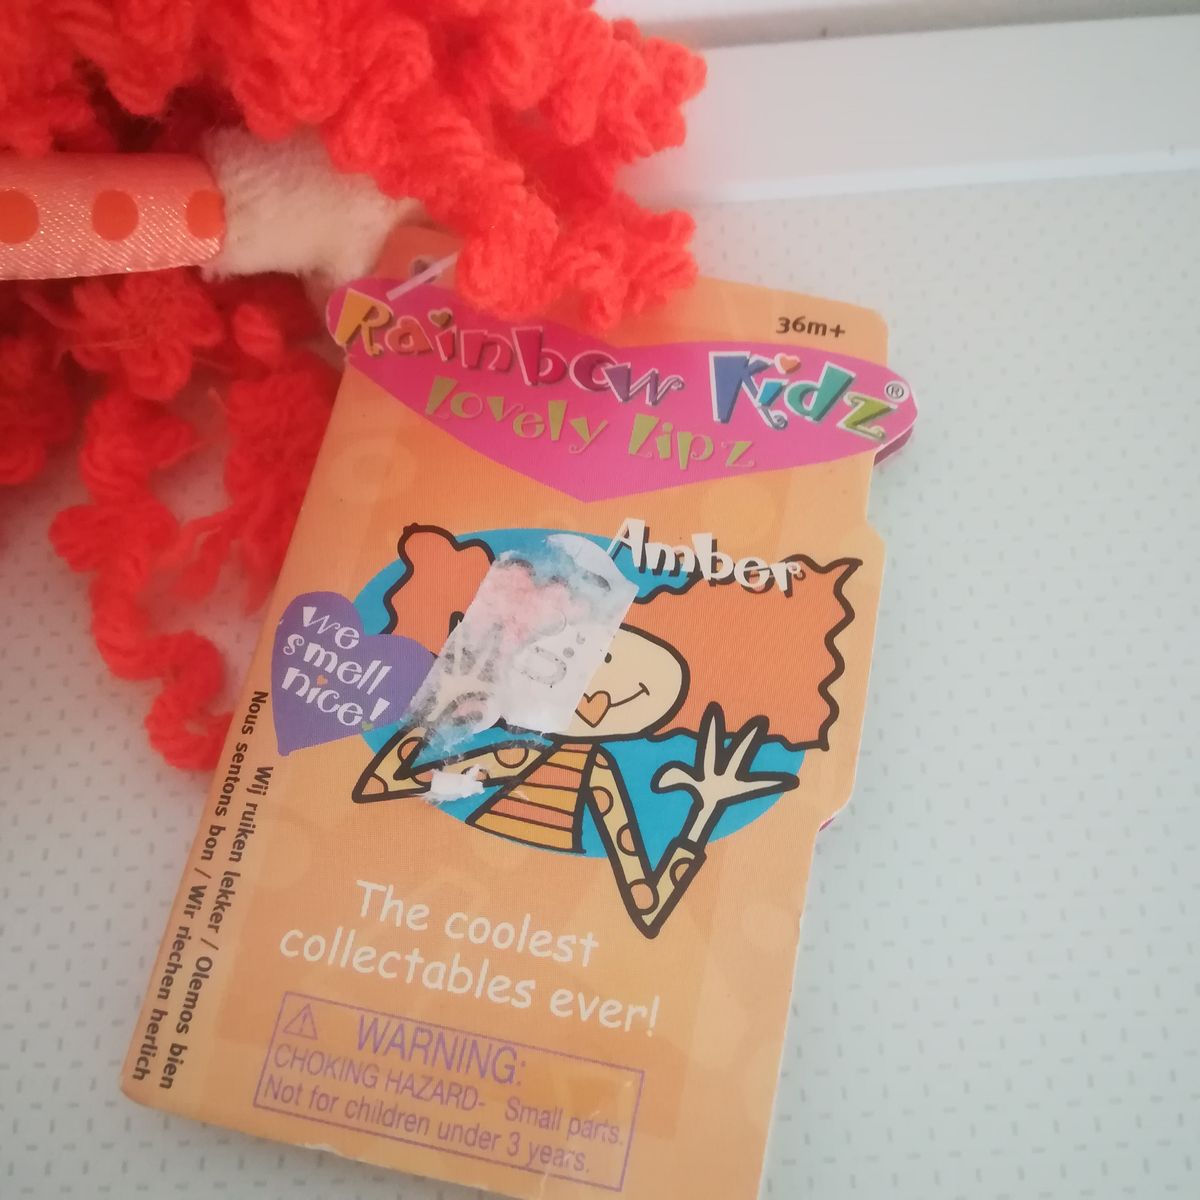 36m+
Rainbow Kidz®
Lovely Lipz
Amber
We
smell
nice!
Wij ruiken lekker / Olemos bien
Nous sentons bon / Wir riechen herlich
The coolest
collectables ever!
WARNING:
CHOKING HAZARD- Small parts.
Not for children under 3 years.